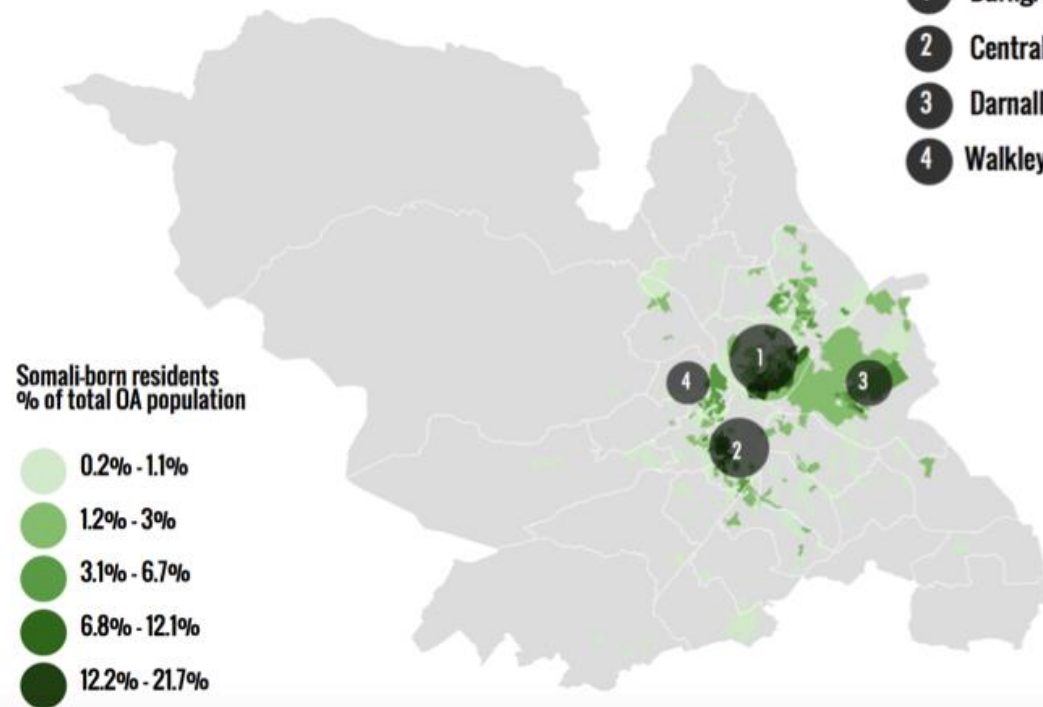 2 Central
3 Darnall
4 Walkley
1
4
3
2
Somali-born residents
% of total OA population
0.2% - 1.1%
1.2% - 3%
3.1% - 6.7%
6.8% - 12.1%
12.2% - 21.7%